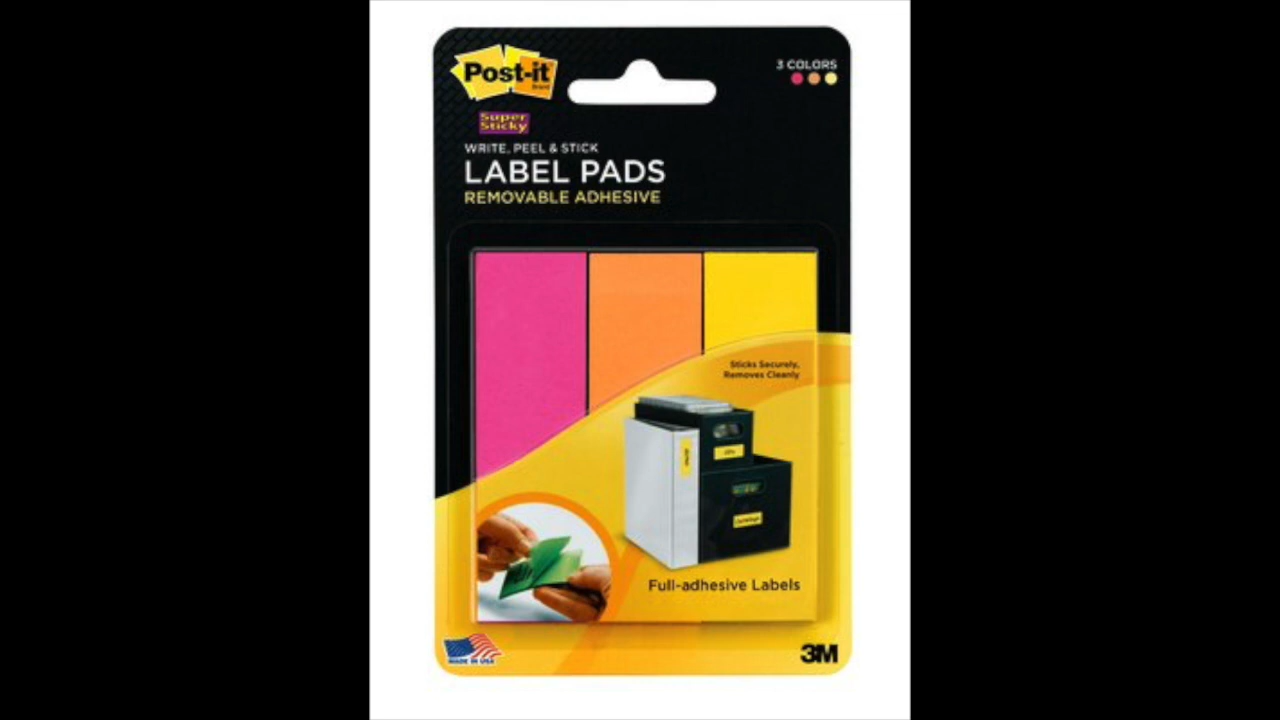 Post-it
Brand
3 COLORS
Super
Sticky
WRITE, PEEL & STICK
LABEL PADS
REMOVABLE ADHESIVE
Sticks Securely,
Removes Cleanly
Full-adhesive Labels
MADE IN USA
3M